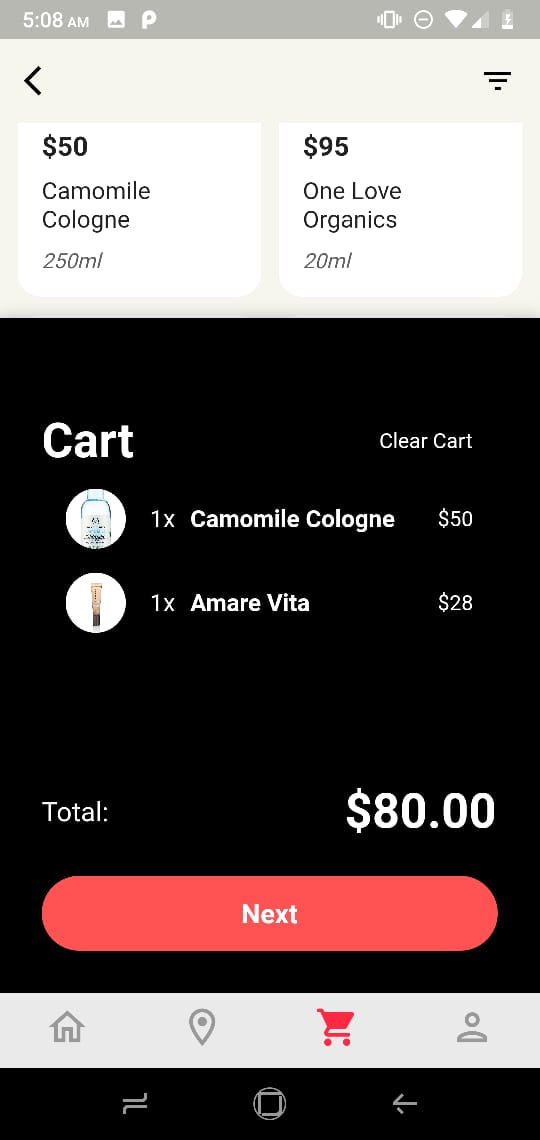 5:08 AM
$50
Camomile
Cologne
250ml
$95
One Love
Organics
20ml
Cart
Clear Cart
1x Camomile Cologne $50
1x Amare Vita $28
Total: $80.00
Next